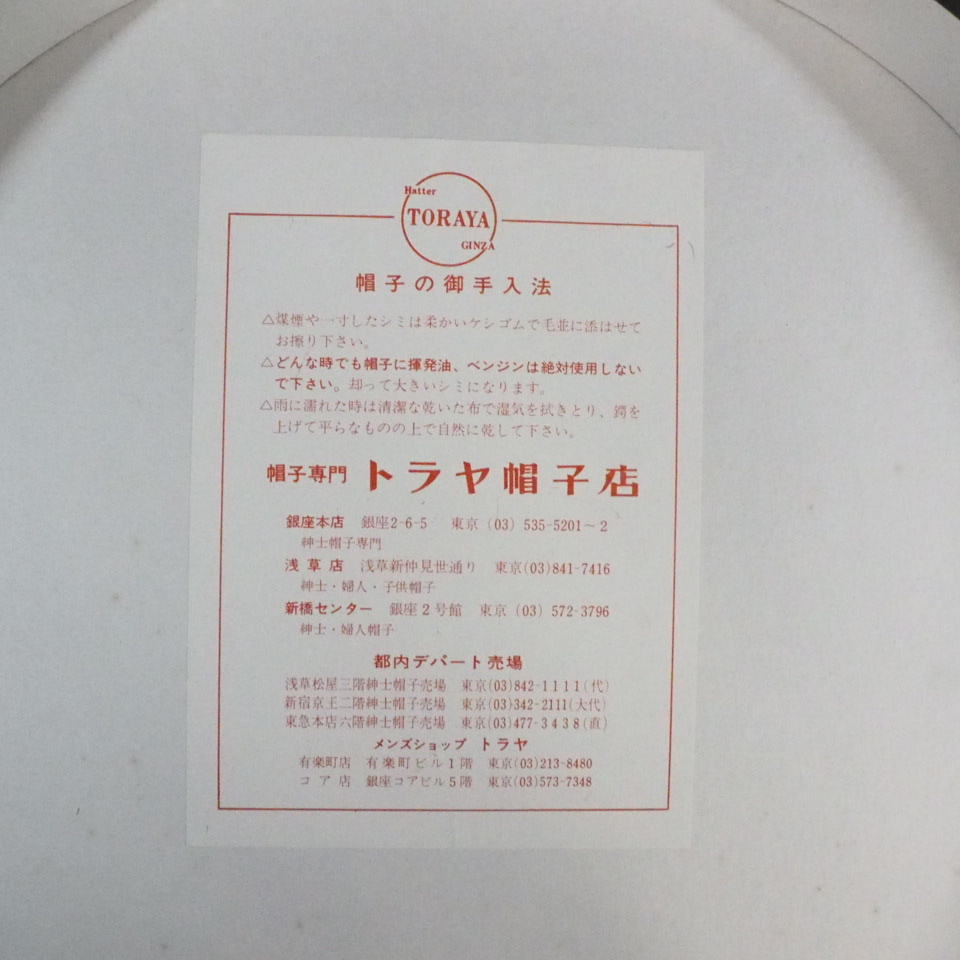 Hatter
TORAYA
GINZA
帽子の御手入法
△煤煙や一寸したシミは柔かいケシゴムで毛並に添はせて
お擦り下さい。
△どんな時でも帽子に揮発油、ベンジンは絶対使用しない
で下さい。却って大きいシミになります。
△雨に濡れた時は清潔な乾いた布で湿気を拭きとり、鍔を
上げて平らなものの上で自然に乾して下さい。
帽子専門 トラヤ帽子店
銀座本店 銀座2-6-5 東京 (03) 535-5201〜2
紳士帽子専門
浅草店 浅草新仲見世通り 東京(03)841-7416
紳士・婦人・子供帽子
新橋センター 銀座2号館 東京 (03) 572-3796
紳士・婦人帽子
都内デパート売場
浅草松屋三階紳士帽子売場 東京(03)842-1111(代)
新宿京王二階紳士帽子売場 東京(03)342-2111(大代)
東急本店六階紳士帽子売場 東京(03)477-3438(直)
メンズショップ トラヤ
有楽町店 有楽町ビル1階 東京(03)213-8480
コア店 銀座コアビル5階 東京(03)573-7348